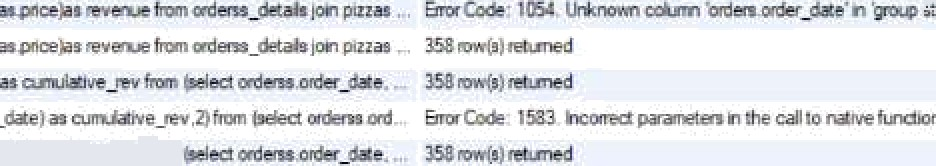 as.price)as revenue from orderss_details join pizzas ... Error Code: 1054. Unknown column 'orders.order_date' in 'group st
as.price)as revenue from orderss_details join pizzas ... 358 row(s) returned
as cumulative_rev from (select orderss.order_date, ... 358 row(s) returned
_date) as cumulative_rev,2) from (select orderss.ord... Error Code: 1583. Incorrect parameters in the call to native function
(select orderss.order_date, ... 358 row(s) returned